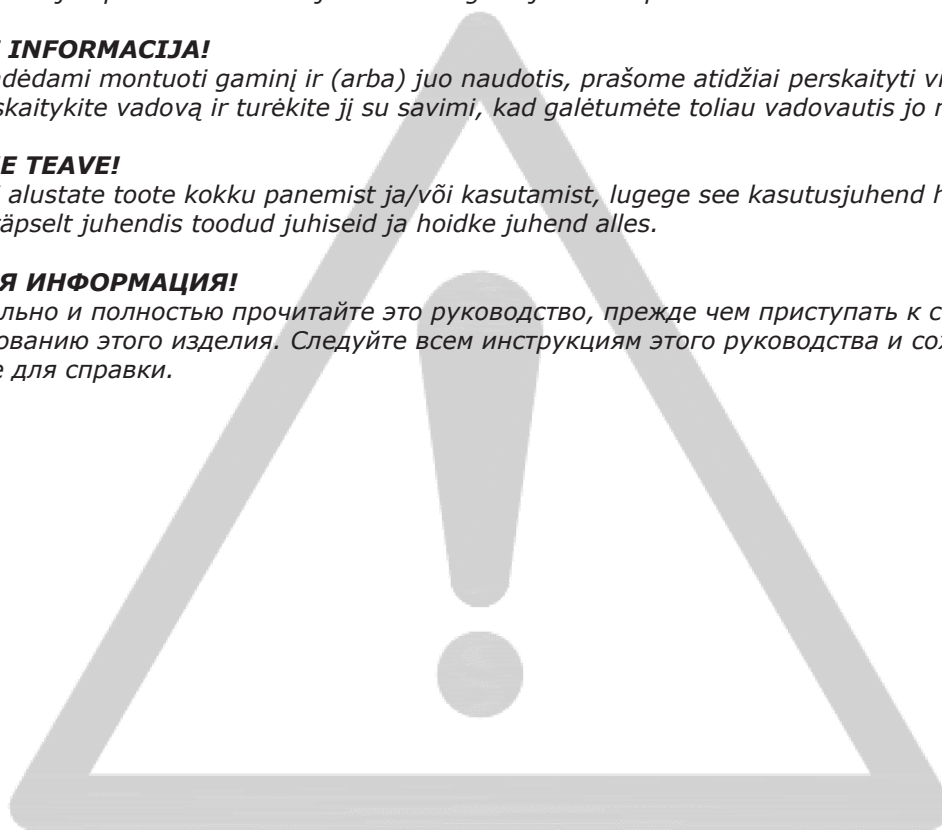 INFORMACIJA!
dėdami montuoti gaminį ir (arba) juo naudotis, prašome atidžiai perskaityti
skaitykite vadovą ir turėkite jį su savimi, kad galėtumėte toliau vadovautis jo
E TEAVE!
alustate toote kokku panemist ja/või kasutamist, lugege see kasutusjuhend
äpselt juhendis toodud juhiseid ja hoidke juhend alles.
Я ИНФОРМАЦИЯ!
льно и полностью прочитайте это руководство, прежде чем приступать к с
ованию этого изделия. Следуйте всем инструкциям этого руководства и сох
е для справки.